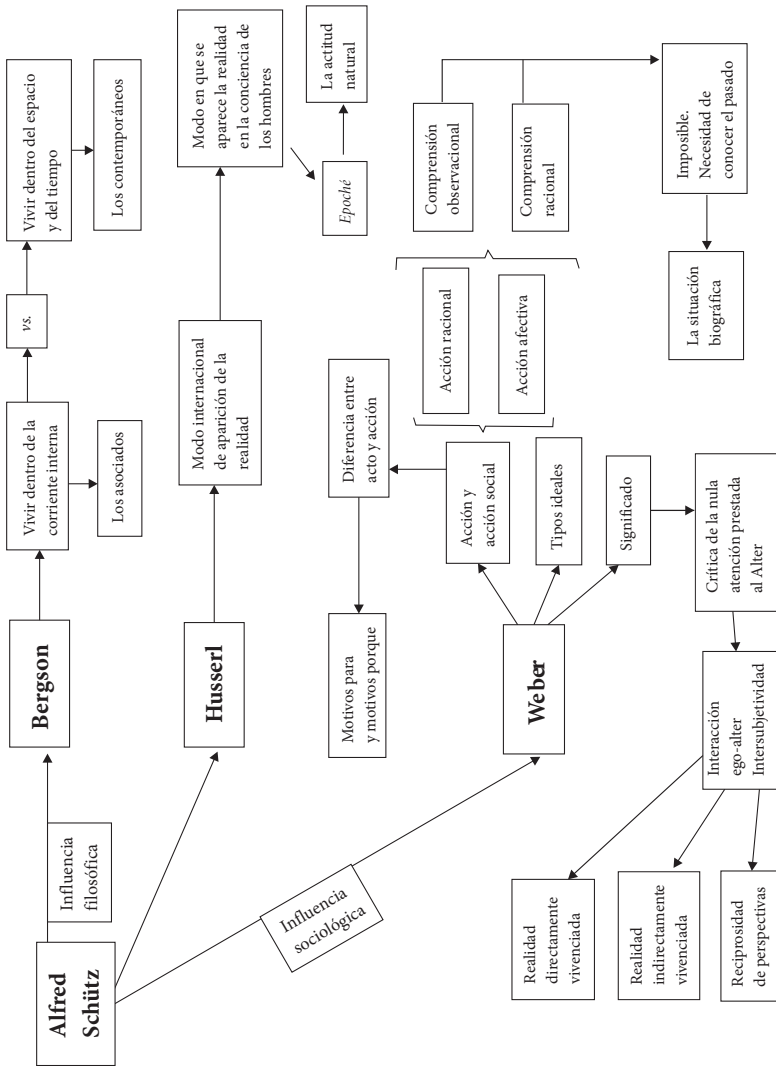 Alfred
Schütz
Influencia
filosófica
Influencia
sociológica
Bergson
Vivir dentro de la
corriente interna
Los asociados
vs.
Vivir dentro del espacio
y del tiempo
Los contemporáneos
Husserl
Modo internacional
de aparición de la
realidad
Modo en que se
aparece la realidad
en la conciencia de
los hombres
Epoché
La actitud
natural
Weber
Acción y
acción social
Diferencia entre
acto y acción
Motivos para
y motivos porque
Acción racional
Acción afectiva
Comprensión
observacional
Comprensión
racional
Imposible.
Necesidad de
conocer el pasado
La situación
biográfica
Tipos ideales
Significado
Crítica de la nula
atención prestada
al Alter
Interacción
ego-alter
Intersubjetividad
Realidad
directamente
vivenciada
Realidad
indirectamente
vivenciada
Reciprosidad
de perspectivas